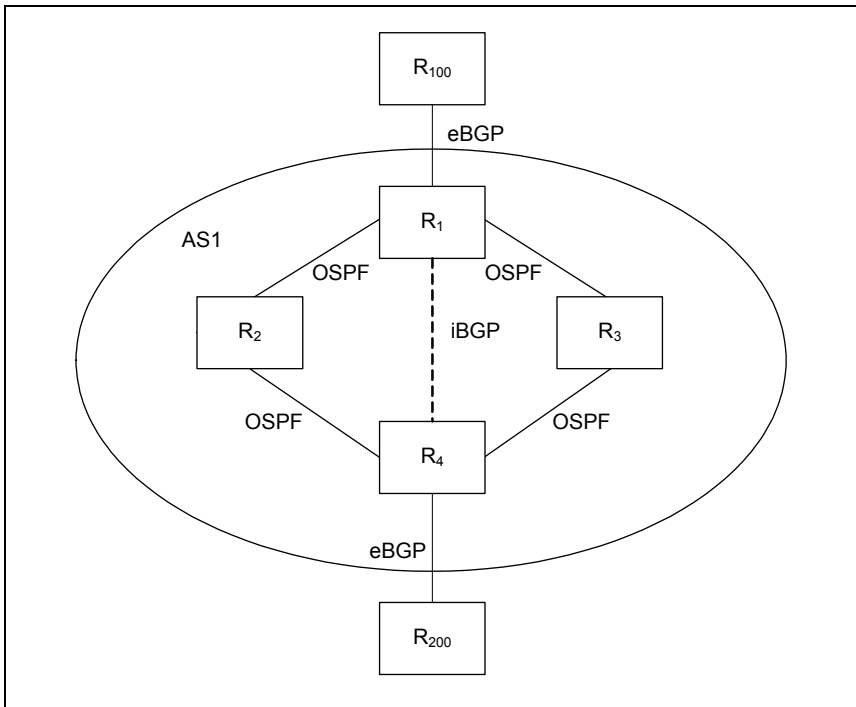 R₁₀₀
eBGP
R₁
AS1
OSPF OSPF
R₂ iBGP R₃
OSPF OSPF
R₄
eBGP
R₂₀₀